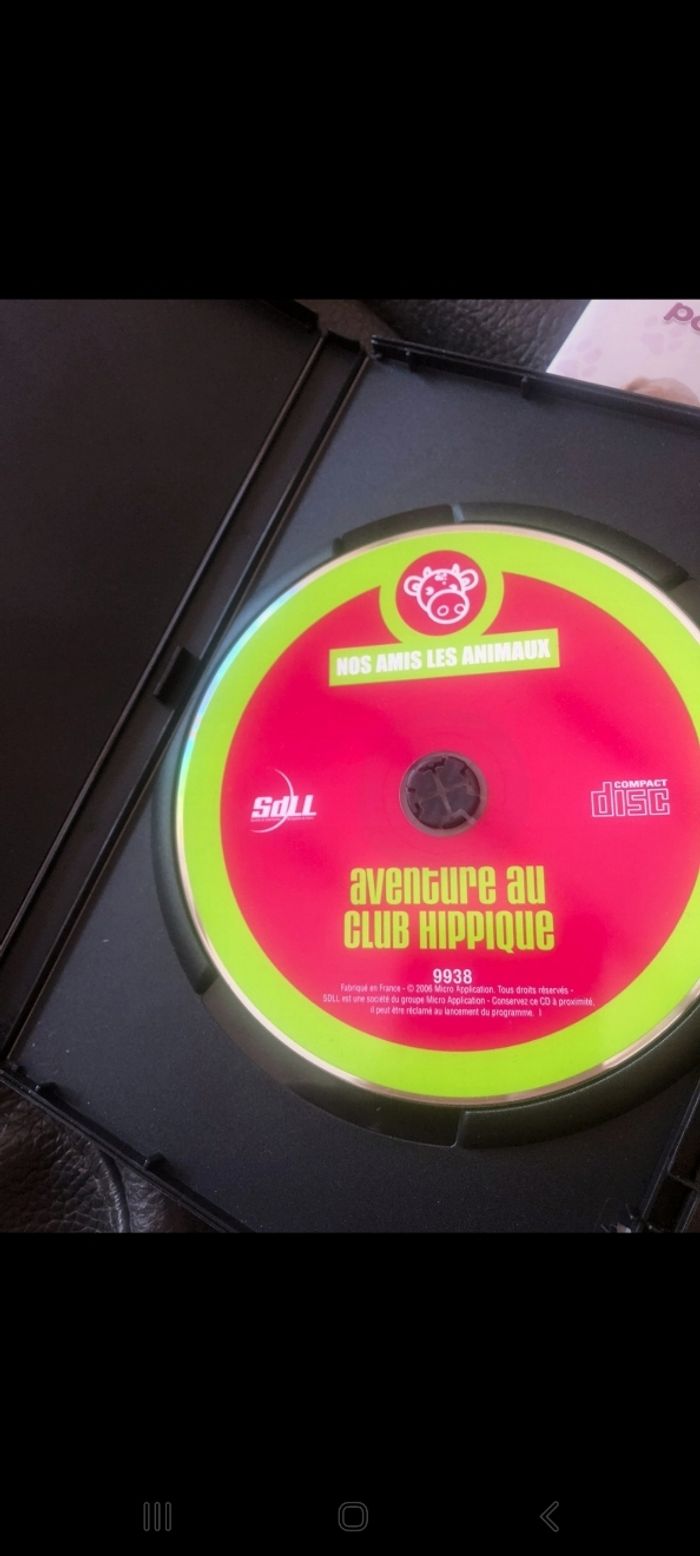 NOS AMIS LES ANIMAUX
SdLL
COMPACT
disc
aventure au
CLUB HIPPIQUE
9938
Fabriqué en France - © 2006 Micro Application. Tous droits réservés -
SDLL est une société du groupe Micro Application - Conservez ce CD à proximité,
il peut être réclamé au lancement du programme. I